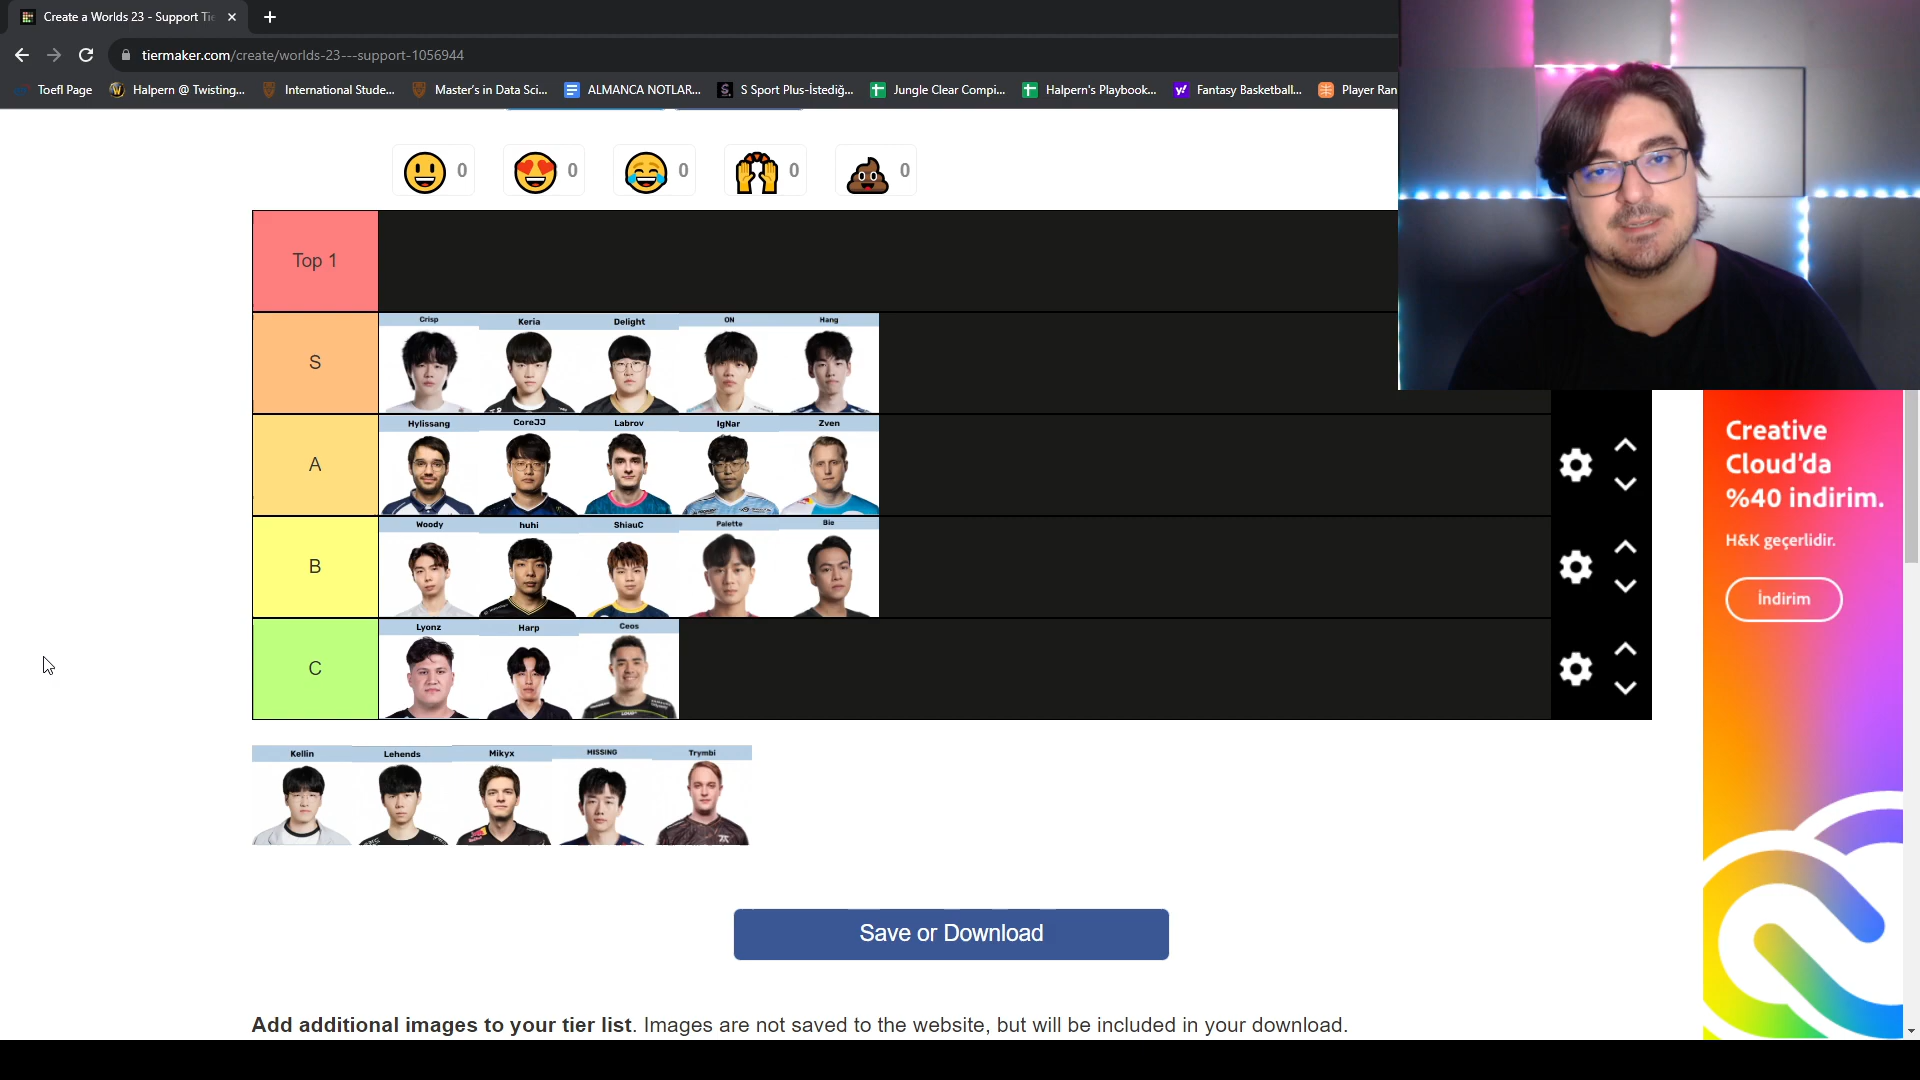 Create a Worlds 23 - Support Tie
tiermaker.com/create/worlds-23---support-1056944
Toefl Page
Halpern @ Twisting...
International Stude...
Master's in Data Sci...
ALMANCA NOTLAR...
S Sport Plus-İstediğ...
Jungle Clear Compi...
Halpern's Playbook...
Fantasy Basketball...
Player Ran
0
0
0
0
0
Top 1
S
Crisp
Keria
Delight
ON
Hang
A
Hylissang
CoreJJ
Labrov
IgNar
Zven
B
Woody
huhi
ShiauC
Palette
Bie
C
Lyonz
Harp
Ceos
Kellin
Lehends
Mikyx
MISSING
Trymbi
Save or Download
Add additional images to your tier list. Images are not saved to the website, but will be included in your download.
Creative
Cloud'da
%40 indirim.
H&K geçerlidir.
İndirim